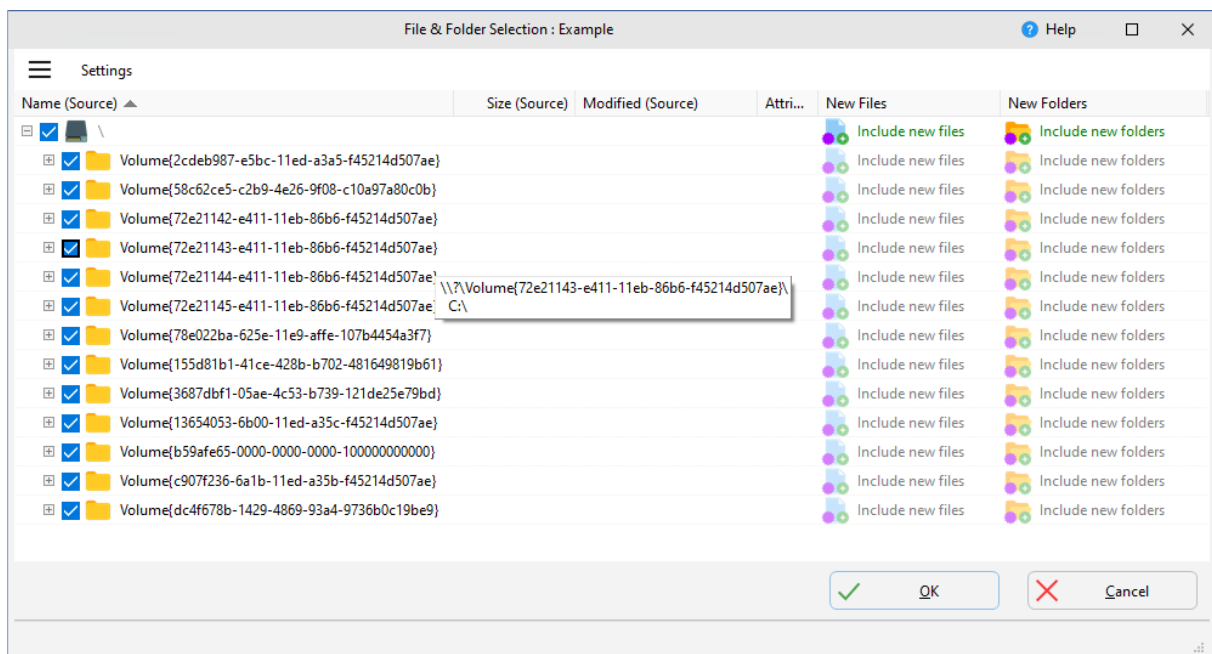 File & Folder Selection : Example Help
Settings
Name (Source) Size (Source) Modified (Source) Attri... New Files New Folders
\ Include new files Include new folders
Volume{2cdeb987-e5bc-11ed-a3a5-f45214d507ae} Include new files Include new folders
Volume{58c62ce5-c2b9-4e26-9f08-c10a97a80c0b} Include new files Include new folders
Volume{72e21142-e411-11eb-86b6-f45214d507ae} Include new files Include new folders
Volume{72e21143-e411-11eb-86b6-f45214d507ae} Include new files Include new folders
Volume{72e21144-e411-11eb-86b6-f45214d507ae} Include new files Include new folders
\\?\Volume{72e21143-e411-11eb-86b6-f45214d507ae}\
Volume{72e21145-e411-11eb-86b6-f45214d507ae} Include new files Include new folders
C:\
Volume{78e022ba-625e-11e9-affe-107b4454a3f7} Include new files Include new folders
Volume{155d81b1-41ce-428b-b702-481649819b61} Include new files Include new folders
Volume{3687dbf1-05ae-4c53-b739-121de25e79bd} Include new files Include new folders
Volume{13654053-6b00-11ed-a35c-f45214d507ae} Include new files Include new folders
Volume{b59afe65-0000-0000-0000-100000000000} Include new files Include new folders
Volume{c907f236-6a1b-11ed-a35b-f45214d507ae} Include new files Include new folders
Volume{dc4f678b-1429-4869-93a4-9736b0c19be9} Include new files Include new folders
OK Cancel